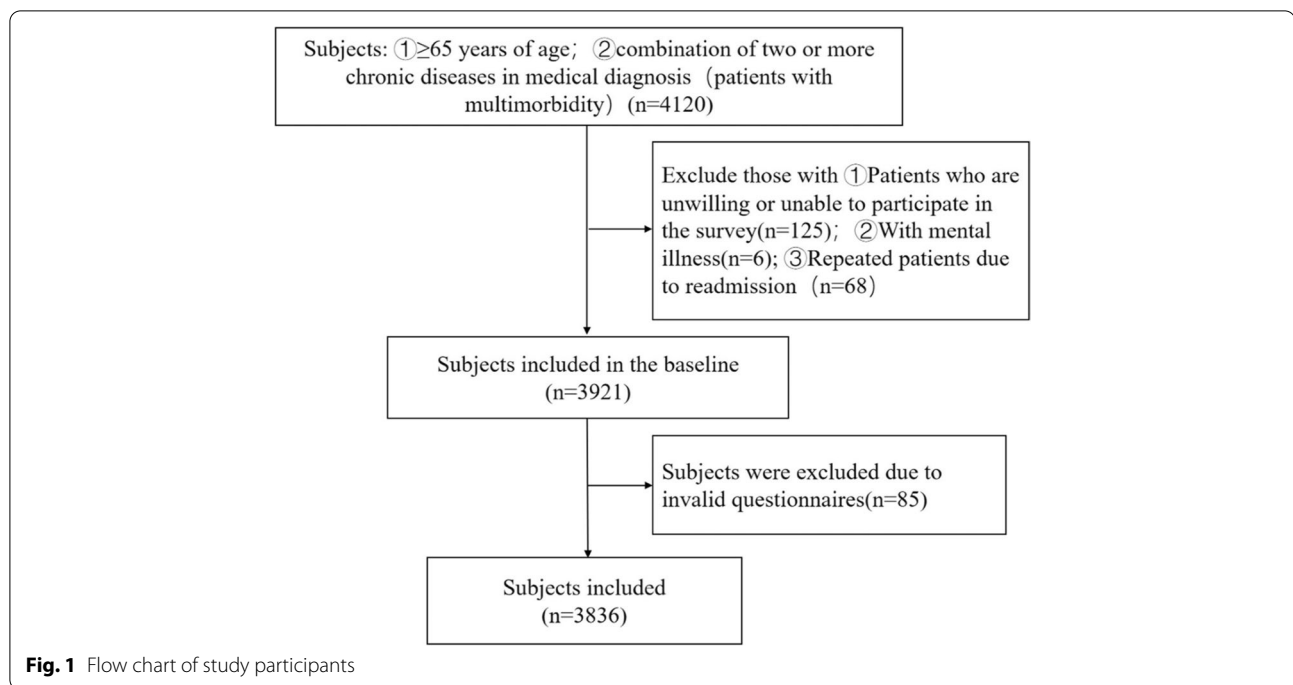 Subjects: ①≥65 years of age；②combination of two or more
chronic diseases in medical diagnosis（patients with
multimorbidity）(n=4120)
Exclude those with ①Patients who are
unwilling or unable to participate in
the survey(n=125)；②With mental
illness(n=6); ③Repeated patients due
to readmission（n=68）
Subjects included in the baseline
(n=3921)
Subjects were excluded due to
invalid questionnaires(n=85)
Subjects included
(n=3836)
Fig. 1 Flow chart of study participants